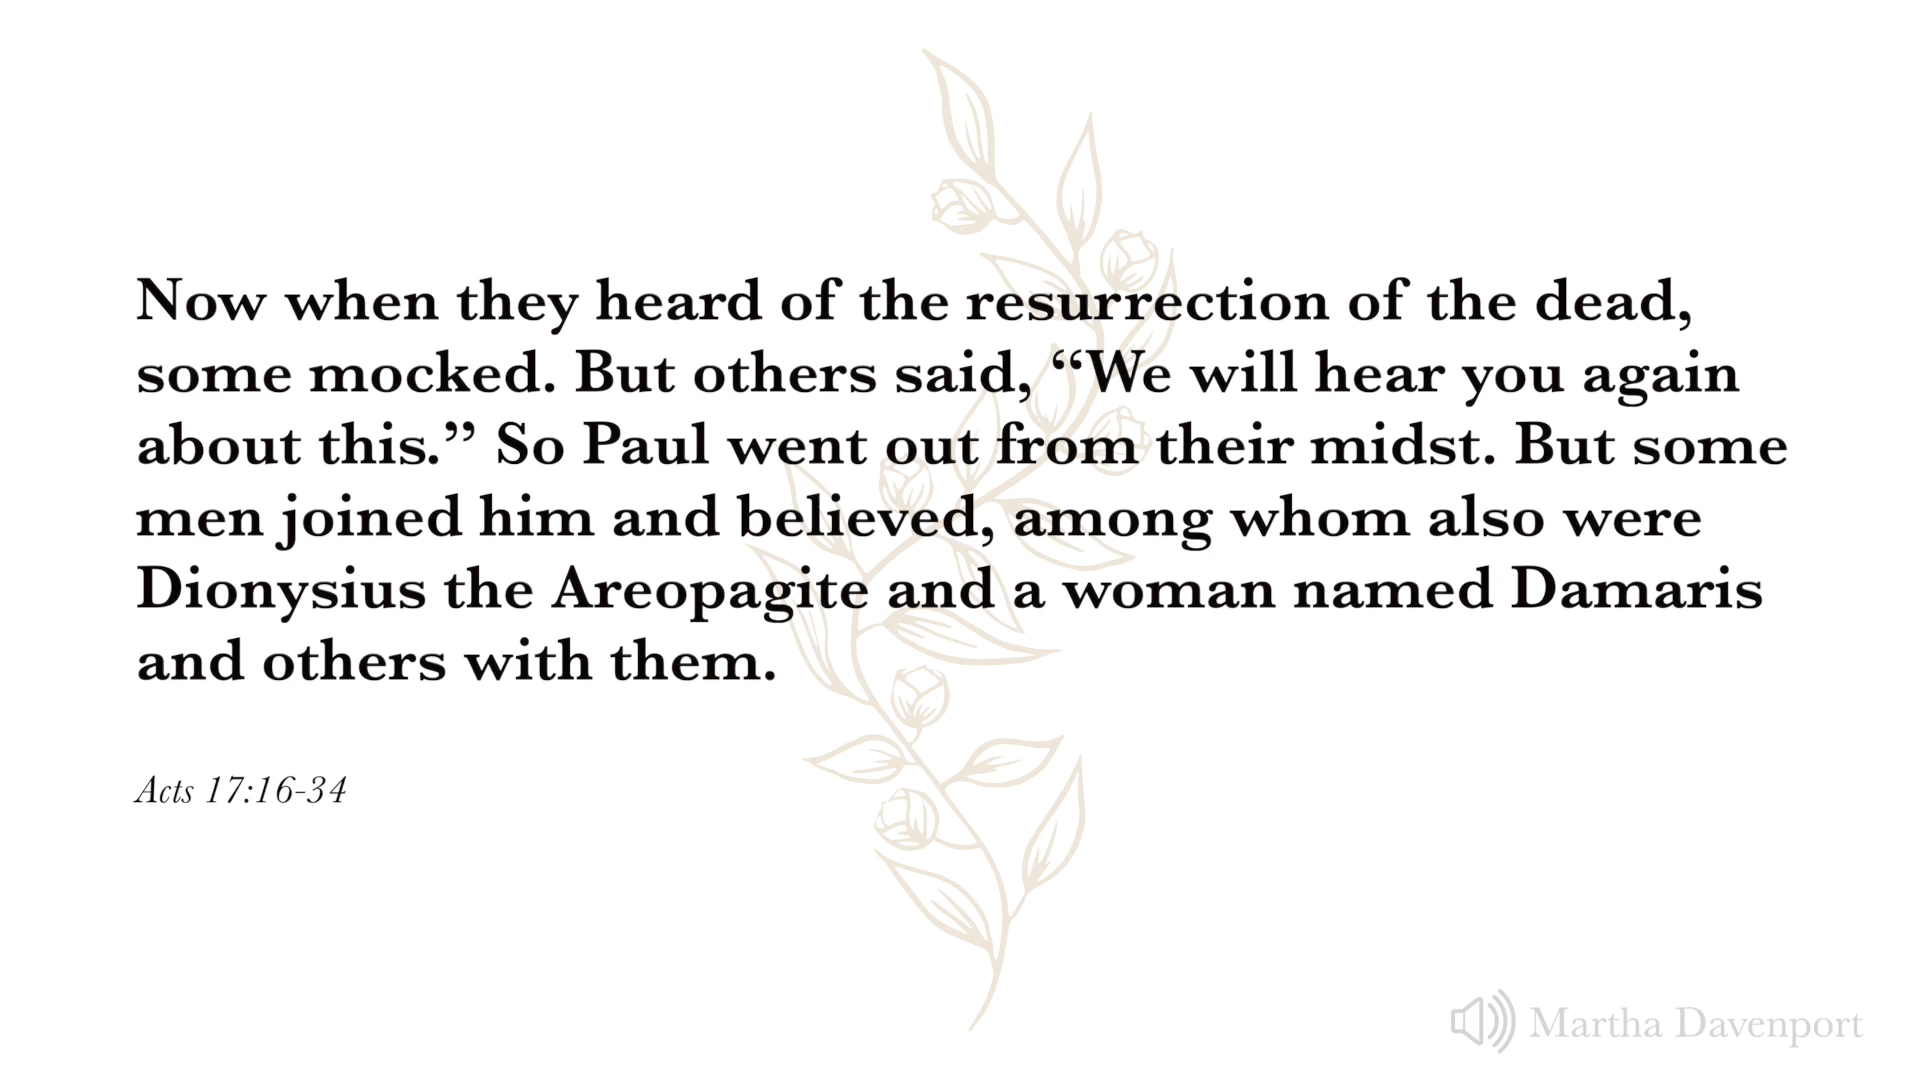 Now when they heard of the resurrection of the dead,
some mocked. But others said, “We will hear you again
about this.” So Paul went out from their midst. But some
men joined him and believed, among whom also were
Dionysius the Areopagite and a woman named Damaris
and others with them.
Acts 17:16-34
Martha Davenport